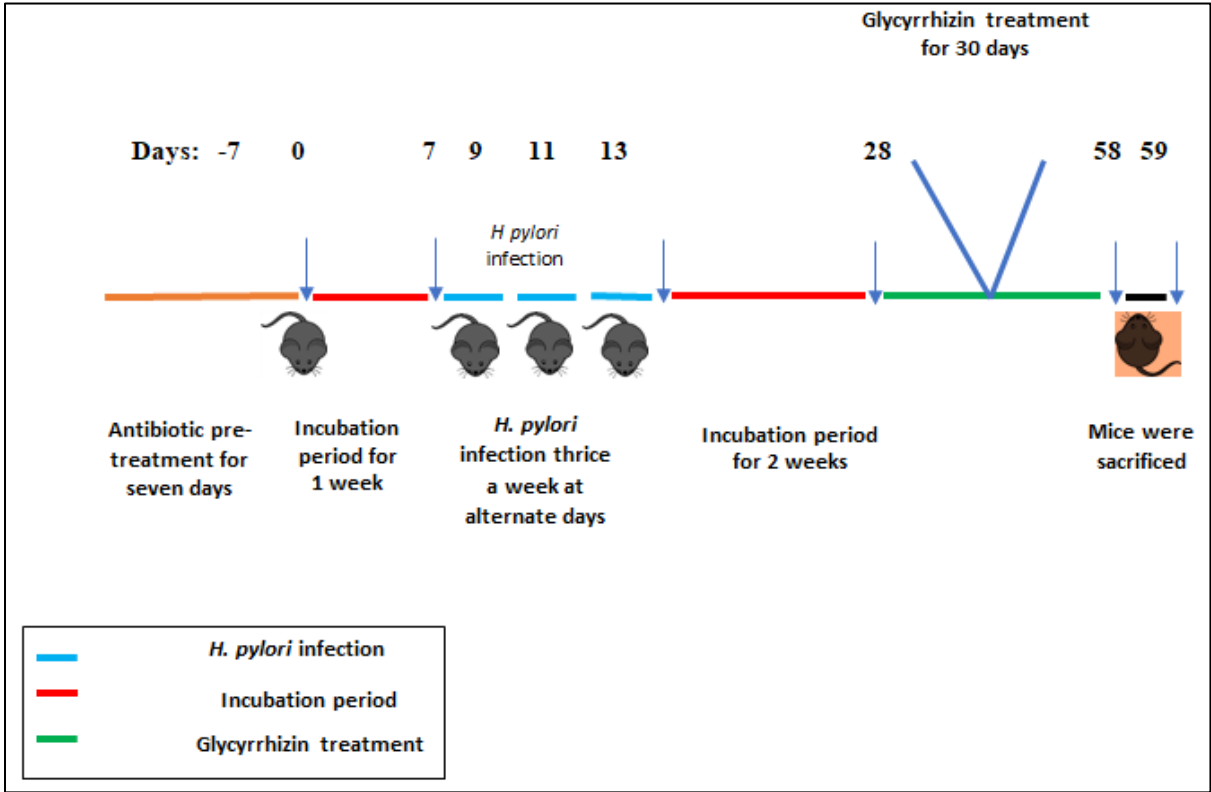 Glycyrrhizin treatment
for 30 days
Days: -7 0 7 9 11 13 28 58 59
H pylori
infection
Antibiotic pre-
treatment for
seven days
Incubation
period for
1 week
H. pylori
infection thrice
a week at
alternate days
Incubation period
for 2 weeks
Mice were
sacrificed
H. pylori infection
Incubation period
Glycyrrhizin treatment